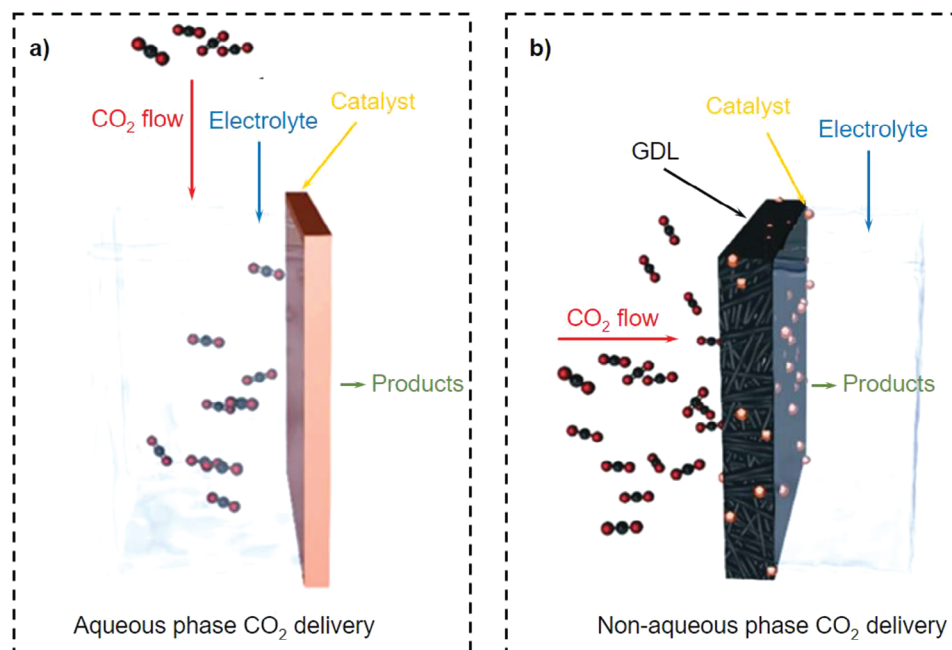 a)
CO₂ flow
Electrolyte
Catalyst
Products
Aqueous phase CO₂ delivery
b)
Catalyst
Electrolyte
GDL
CO₂ flow
Products
Non-aqueous phase CO₂ delivery